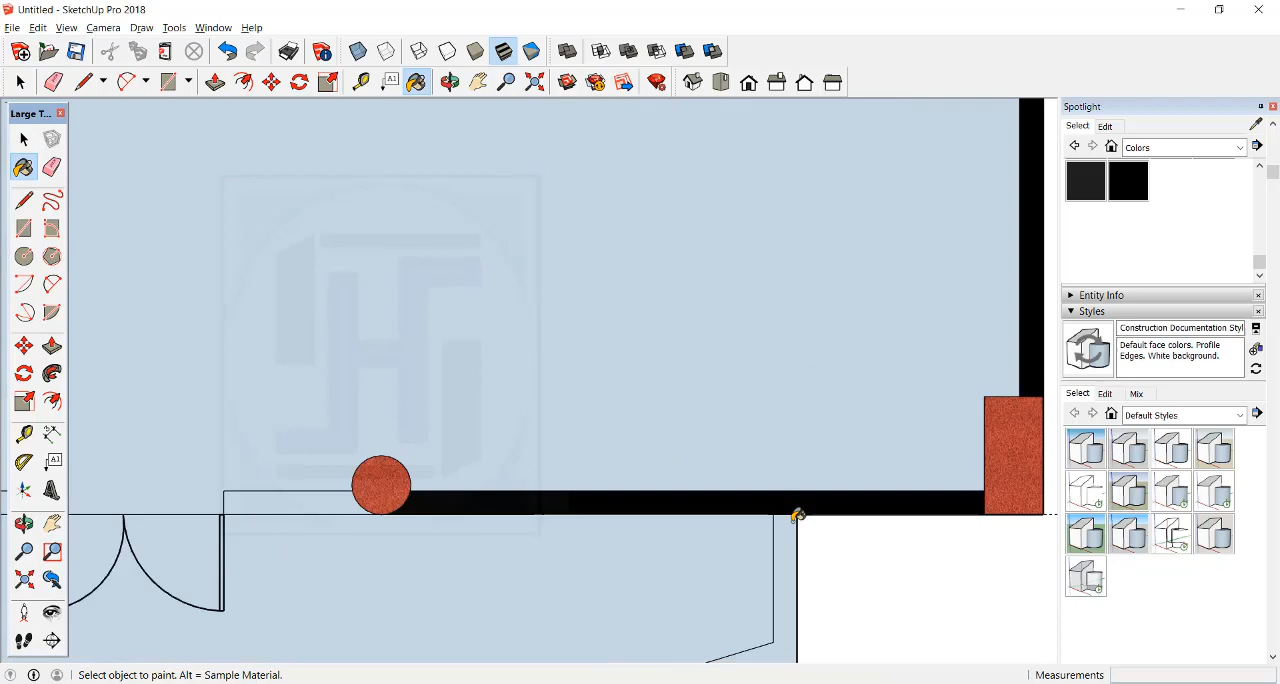 Untitled - SketchUp Pro 2018
File Edit View Camera Draw Tools Window Help
A1
Large T...
Spotlight
Select Edit
Colors
A1
Entity Info
Styles
Construction Documentation Styl
Default face colors. Profile
Edges. White background.
Select Edit Mix
Default Styles
Select object to paint. Alt = Sample Material.
Measurements